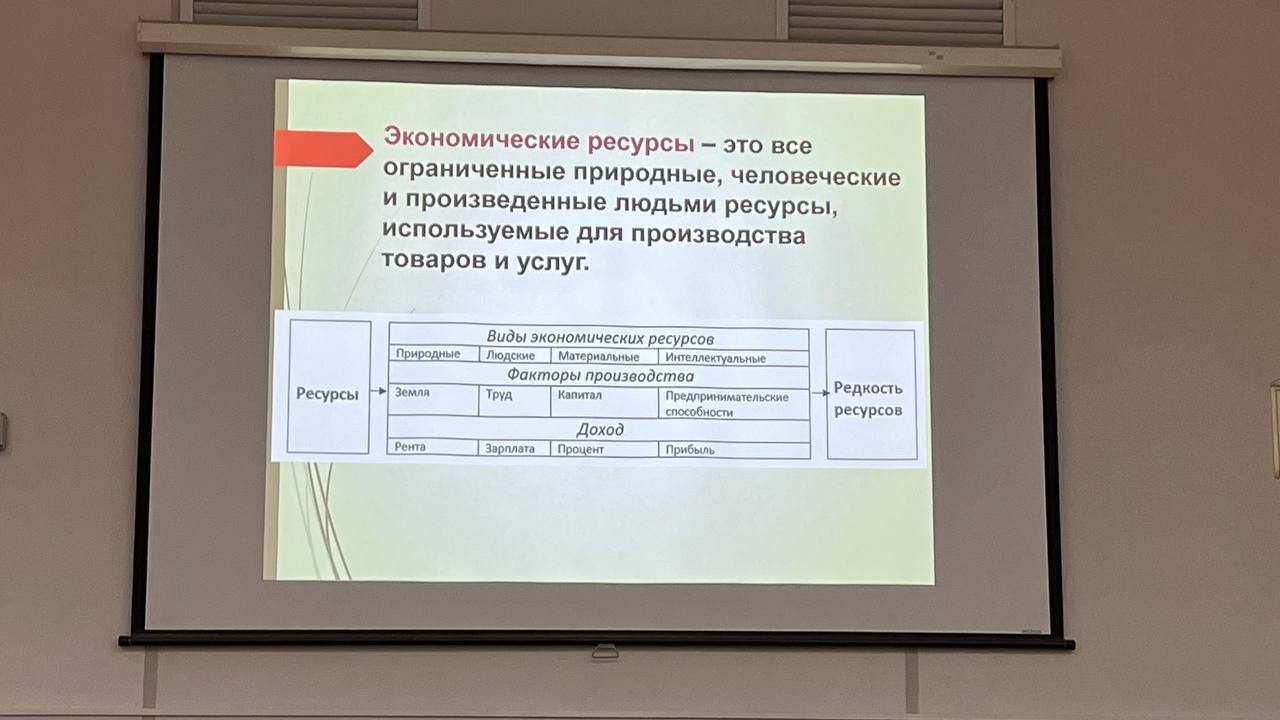 Экономические ресурсы – это все
ограниченные природные, человеческие
и произведенные людьми ресурсы,
используемые для производства
товаров и услуг.
Ресурсы
Виды экономических ресурсов
Природные Людские Материальные Интеллектуальные
Факторы производства
Земля Труд Капитал Предпринимательские
способности
Доход
Рента Зарплата Процент Прибыль
Редкость
ресурсов